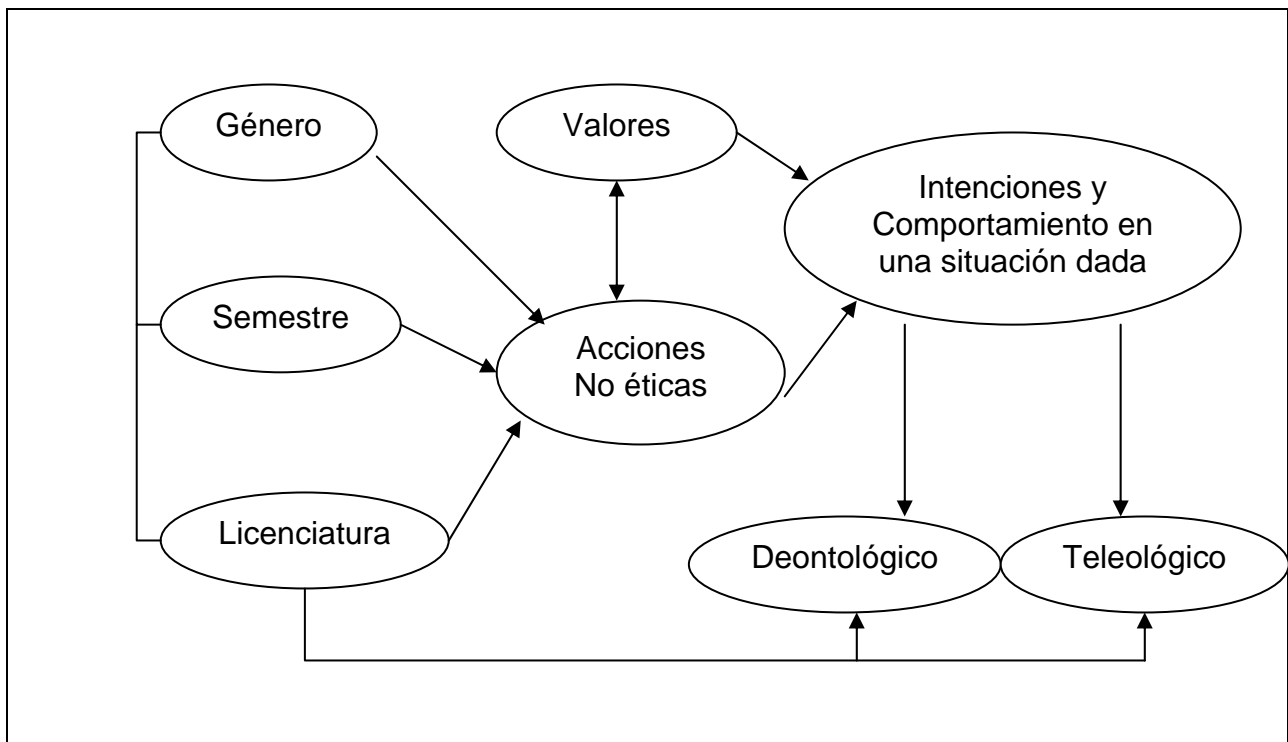 Género
Valores
Intenciones y
Comportamiento en
una situación dada
Semestre
Acciones
No éticas
Licenciatura
Deontológico
Teleológico